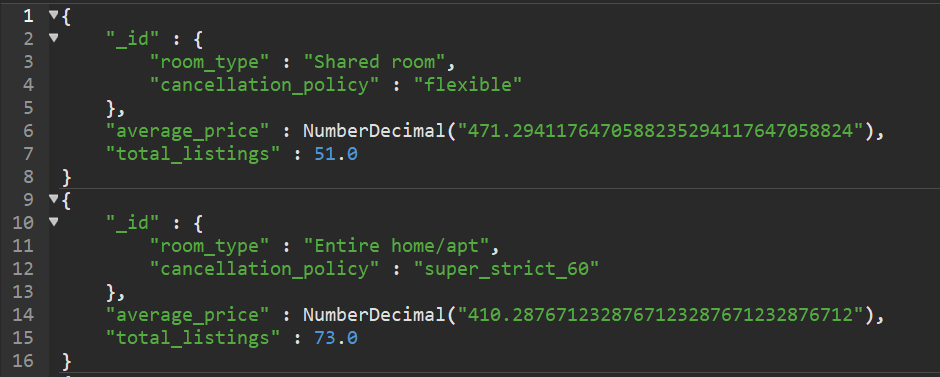 1 {
2 "_id" : {
3 "room_type" : "Shared room",
4 "cancellation_policy" : "flexible"
5 },
6 "average_price" : NumberDecimal("471.2941176470588235294117647058824"),
7 "total_listings" : 51.0
8 }
9 {
10 "_id" : {
11 "room_type" : "Entire home/apt",
12 "cancellation_policy" : "super_strict_60"
13 },
14 "average_price" : NumberDecimal("410.2876712328767123287671232876712"),
15 "total_listings" : 73.0
16 }